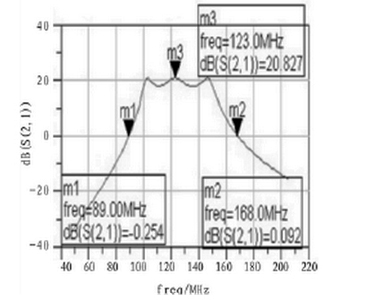 m3
freq=123.0MHz
dB(S(2,1))=20.827
40
20
0
-20
-40
dB(S(2, 1))
m1
m3
m2
m1
freq=89.00MHz
dB(S(2,1))=-0.254
m2
freq=168.0MHz
dB(S(2,1))=0.092
40 60 80 100 120 140 160 180 200 220
freq/MHz